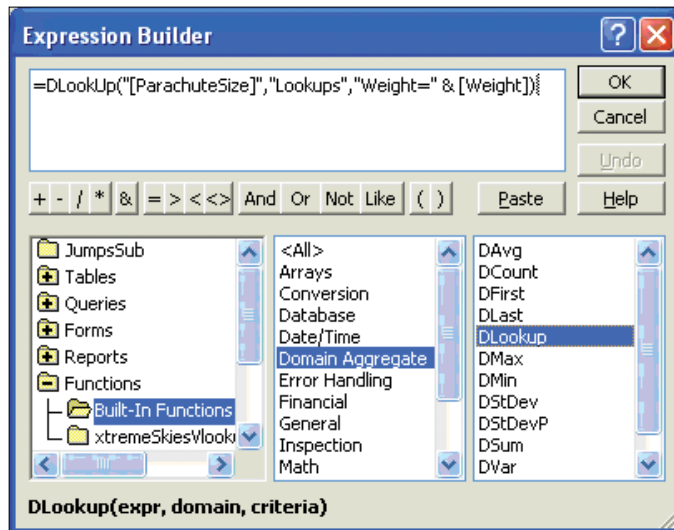 Expression Builder
=DLookUp("[ParachuteSize]","Lookups","Weight=" & [Weight])
OK
Cancel
Undo
+ - / * & = > < <> And Or Not Like ( ) Paste Help
JumpsSub
Tables
Queries
Forms
Reports
Functions
Built-In Functions
xtremeSkiesVlooku
<All>
Arrays
Conversion
Database
Date/Time
Domain Aggregate
Error Handling
Financial
General
Inspection
Math
DAvg
DCount
DFirst
DLast
DLookup
DMax
DMin
DStDev
DStDevP
DSum
DVar
DLookup(expr, domain, criteria)